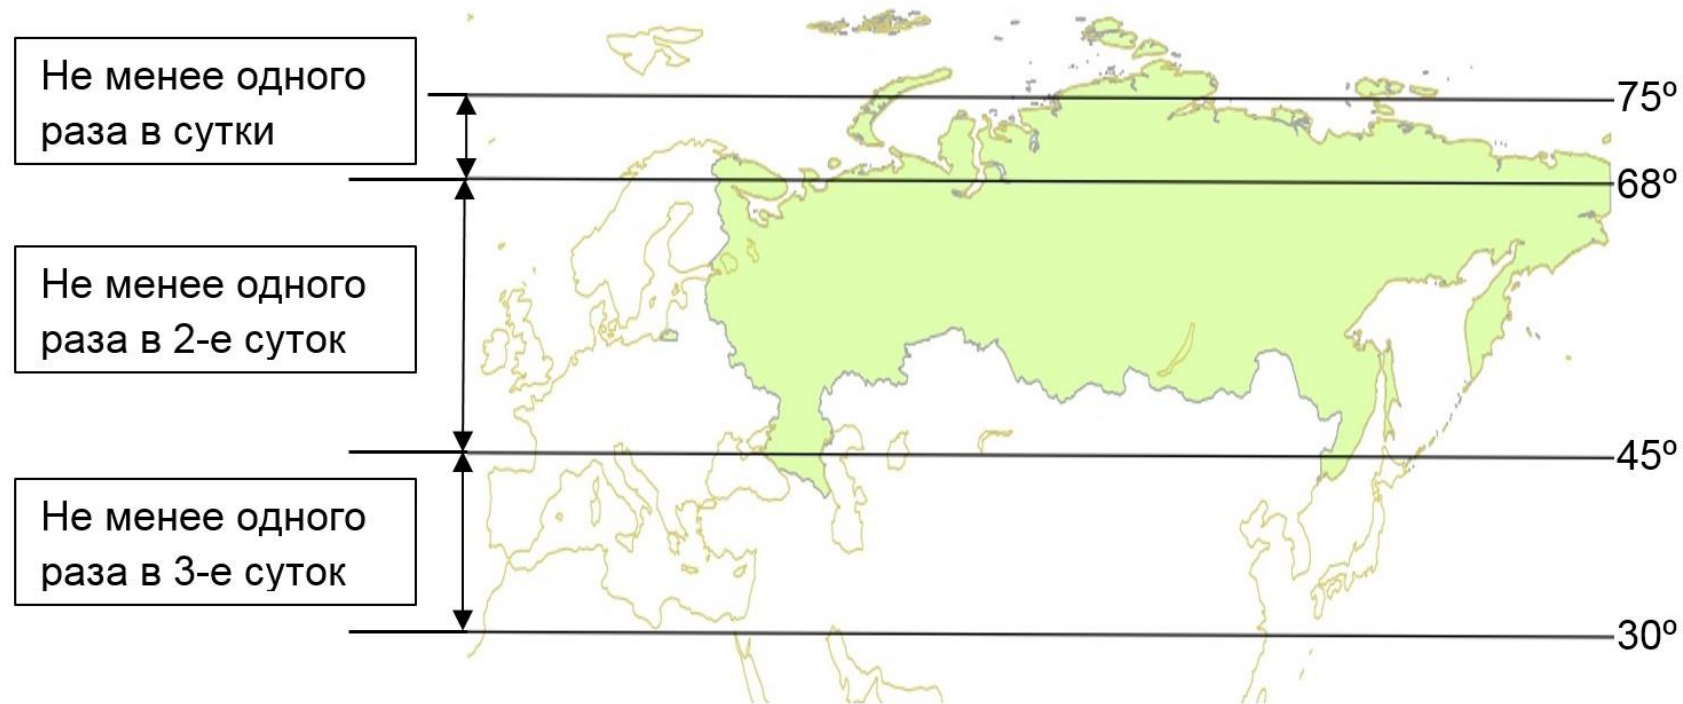 Не менее одного
раза в сутки
75º
68º
Не менее одного
раза в 2-е суток
45º
Не менее одного
раза в 3-е суток
30º